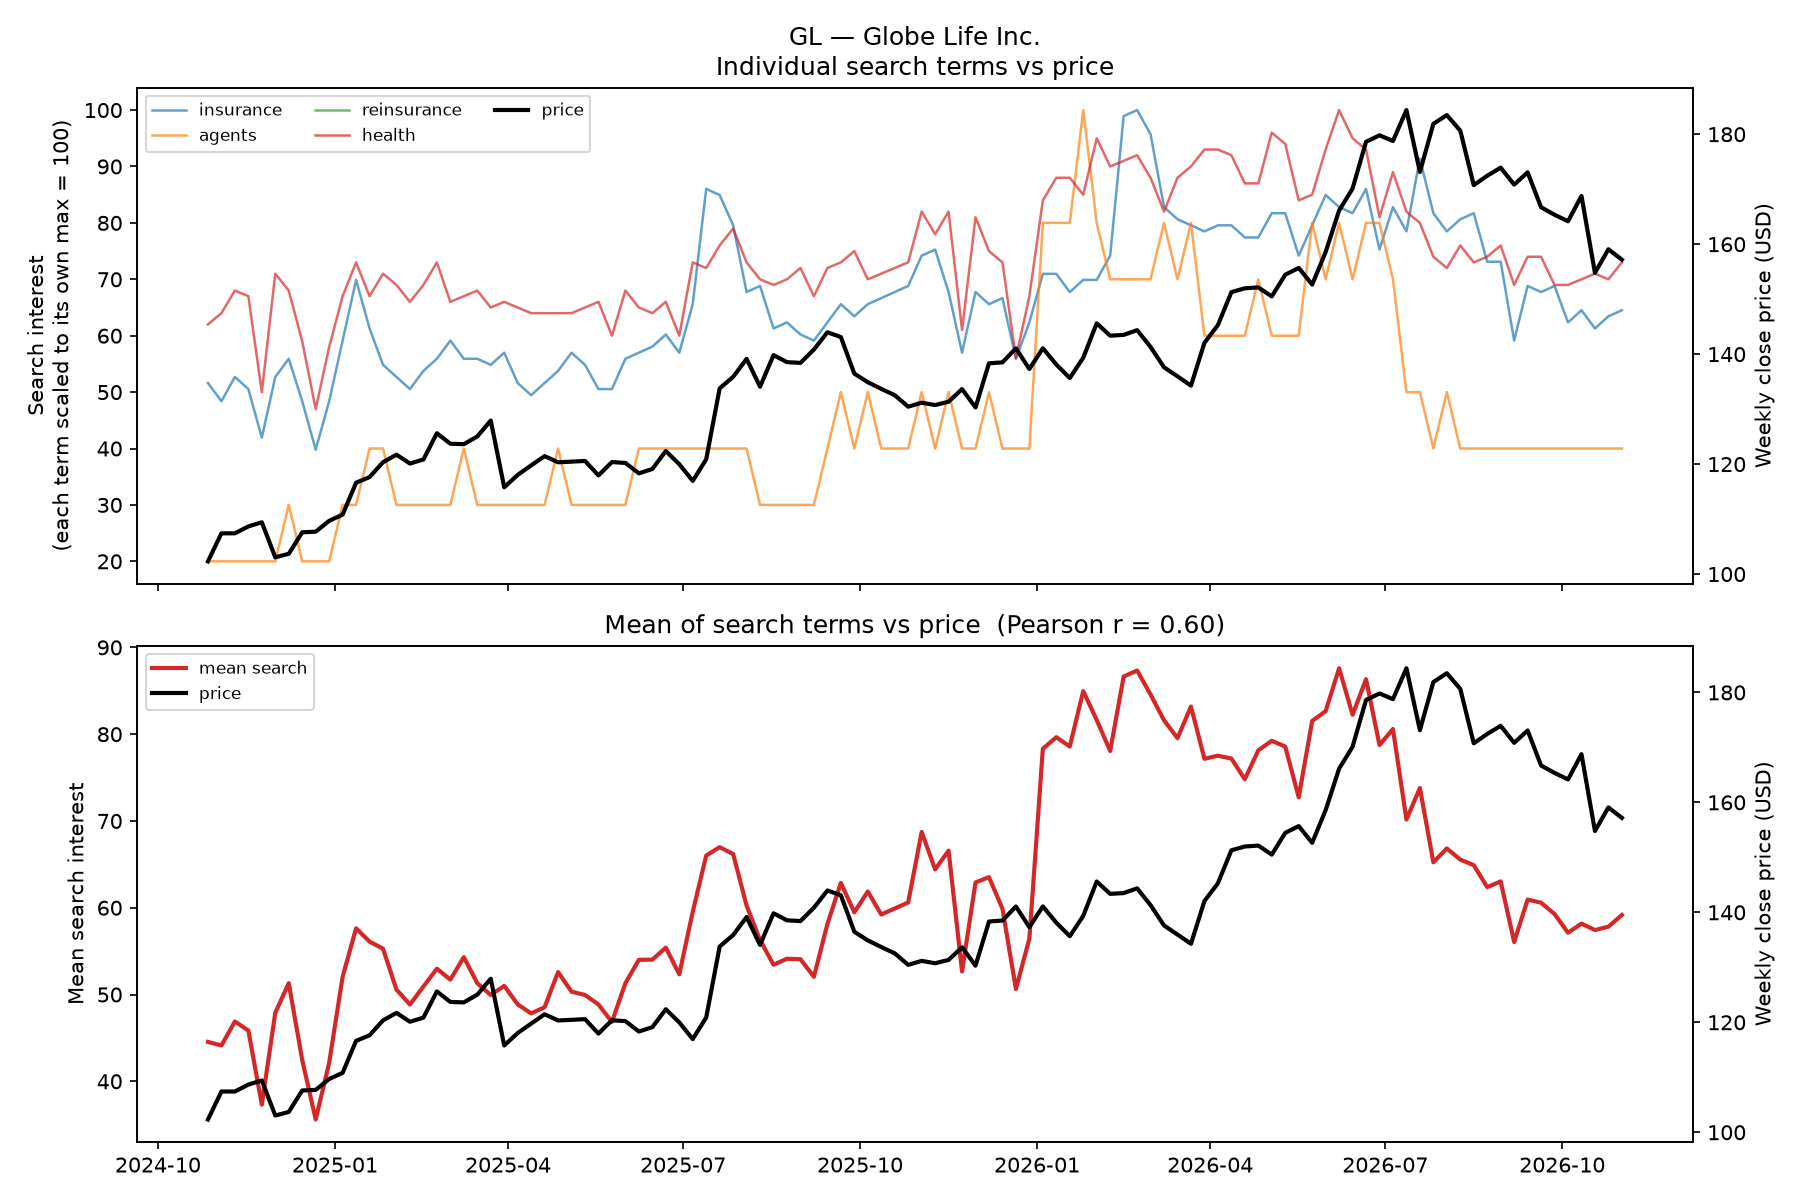 GL — Globe Life Inc.
Individual search terms vs price
insurance
agents
reinsurance
health
price
Search interest
(each term scaled to its own max = 100)
100
90
80
70
60
50
40
30
20
Weekly close price (USD)
180
160
140
120
100
Mean of search terms vs price (Pearson r = 0.60)
mean search
price
Mean search interest
90
80
70
60
50
40
Weekly close price (USD)
180
160
140
120
100
2024-10
2025-01
2025-04
2025-07
2025-10
2026-01
2026-04
2026-07
2026-10